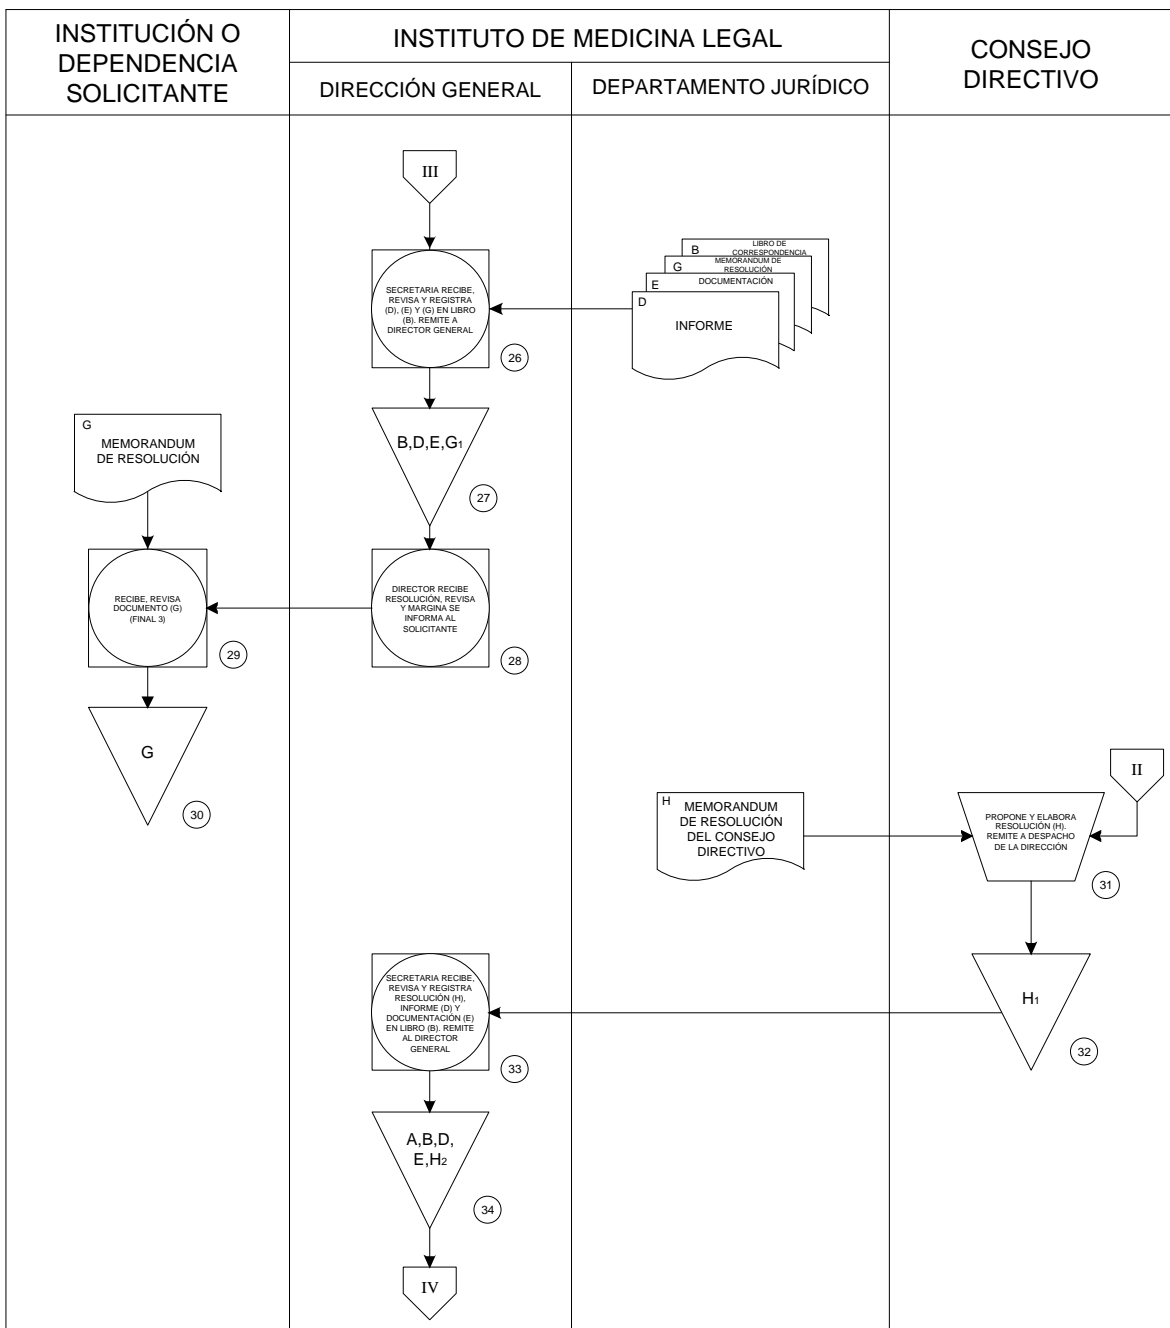 INSTITUCIÓN O
DEPENDENCIA
SOLICITANTE
INSTITUTO DE MEDICINA LEGAL
DIRECCIÓN GENERAL
DEPARTAMENTO JURÍDICO
CONSEJO
DIRECTIVO
III
SECRETARIA RECIBE,
REVISA Y REGISTRA
(D), (E) Y (G) EN LIBRO
(B). REMITE A
DIRECTOR GENERAL
26
B
LIBRO DE
CORRESPONDENCIA
G
MEMORANDUM DE
RESOLUCIÓN
E
DOCUMENTACIÓN
D
INFORME
B,D,E,G1
27
G
MEMORANDUM
DE RESOLUCIÓN
RECIBE, REVISA
DOCUMENTO (G)
(FINAL 3)
29
DIRECTOR RECIBE
RESOLUCIÓN, REVISA
Y MARGINA SE
INFORMA AL
SOLICITANTE
28
G
30
II
H
MEMORANDUM
DE RESOLUCIÓN
DEL CONSEJO
DIRECTIVO
PROPONE Y ELABORA
RESOLUCIÓN (H).
REMITE A DESPACHO
DE LA DIRECCIÓN
31
H1
32
SECRETARIA RECIBE,
REVISA Y REGISTRA
RESOLUCIÓN (H),
INFORME (D) Y
DOCUMENTACIÓN (E)
EN LIBRO (B). REMITE
AL DIRECTOR
GENERAL
33
A,B,D,
E,H2
34
IV